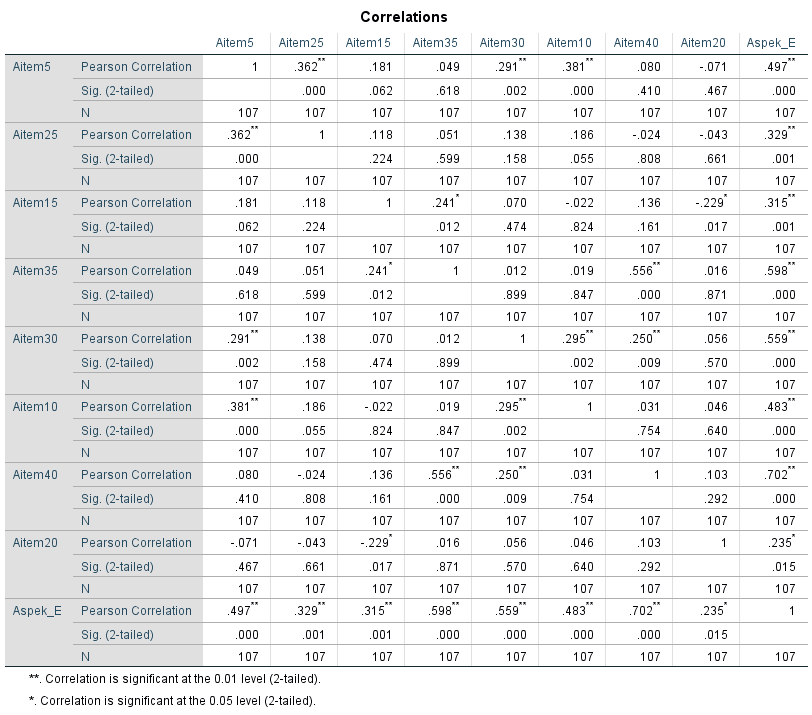 Correlations
Aitem5 Aitem25 Aitem15 Aitem35 Aitem30 Aitem10 Aitem40 Aitem20 Aspek_E
Aitem5 Pearson Correlation 1 .362** .181 .049 .291** .381** .080 -.071 .497**
Sig. (2-tailed) .000 .062 .618 .002 .000 .410 .467 .000
N 107 107 107 107 107 107 107 107 107
Aitem25 Pearson Correlation .362** 1 .118 .051 .138 .186 -.024 -.043 .329**
Sig. (2-tailed) .000 .224 .599 .158 .055 .808 .661 .001
N 107 107 107 107 107 107 107 107 107
Aitem15 Pearson Correlation .181 .118 1 .241* .070 -.022 .136 -.229* .315**
Sig. (2-tailed) .062 .224 .012 .474 .824 .161 .017 .001
N 107 107 107 107 107 107 107 107 107
Aitem35 Pearson Correlation .049 .051 .241* 1 .012 .019 .556** .016 .598**
Sig. (2-tailed) .618 .599 .012 .899 .847 .000 .871 .000
N 107 107 107 107 107 107 107 107 107
Aitem30 Pearson Correlation .291** .138 .070 .012 1 .295** .250** .056 .559**
Sig. (2-tailed) .002 .158 .474 .899 .002 .009 .570 .000
N 107 107 107 107 107 107 107 107 107
Aitem10 Pearson Correlation .381** .186 -.022 .019 .295** 1 .031 .046 .483**
Sig. (2-tailed) .000 .055 .824 .847 .002 .754 .640 .000
N 107 107 107 107 107 107 107 107 107
Aitem40 Pearson Correlation .080 -.024 .136 .556** .250** .031 1 .103 .702**
Sig. (2-tailed) .410 .808 .161 .000 .009 .754 .292 .000
N 107 107 107 107 107 107 107 107 107
Aitem20 Pearson Correlation -.071 -.043 -.229* .016 .056 .046 .103 1 .235*
Sig. (2-tailed) .467 .661 .017 .871 .570 .640 .292 .015
N 107 107 107 107 107 107 107 107 107
Aspek_E Pearson Correlation .497** .329** .315** .598** .559** .483** .702** .235* 1
Sig. (2-tailed) .000 .001 .001 .000 .000 .000 .000 .015
N 107 107 107 107 107 107 107 107 107
**. Correlation is significant at the 0.01 level (2-tailed).
*. Correlation is significant at the 0.05 level (2-tailed).